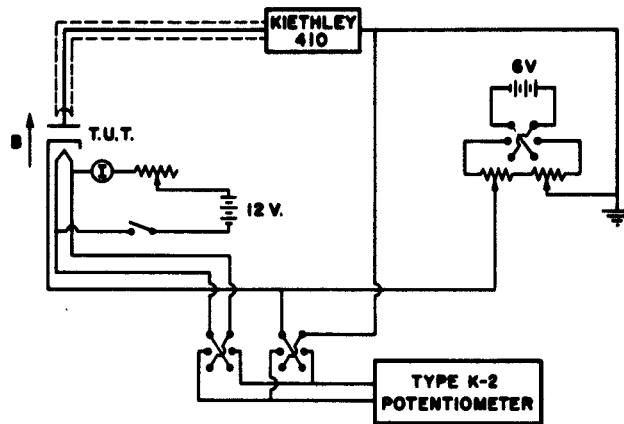 KIETHLEY
410
6V
B
T.U.T.
I
12 V.
TYPE K-2
POTENTIOMETER